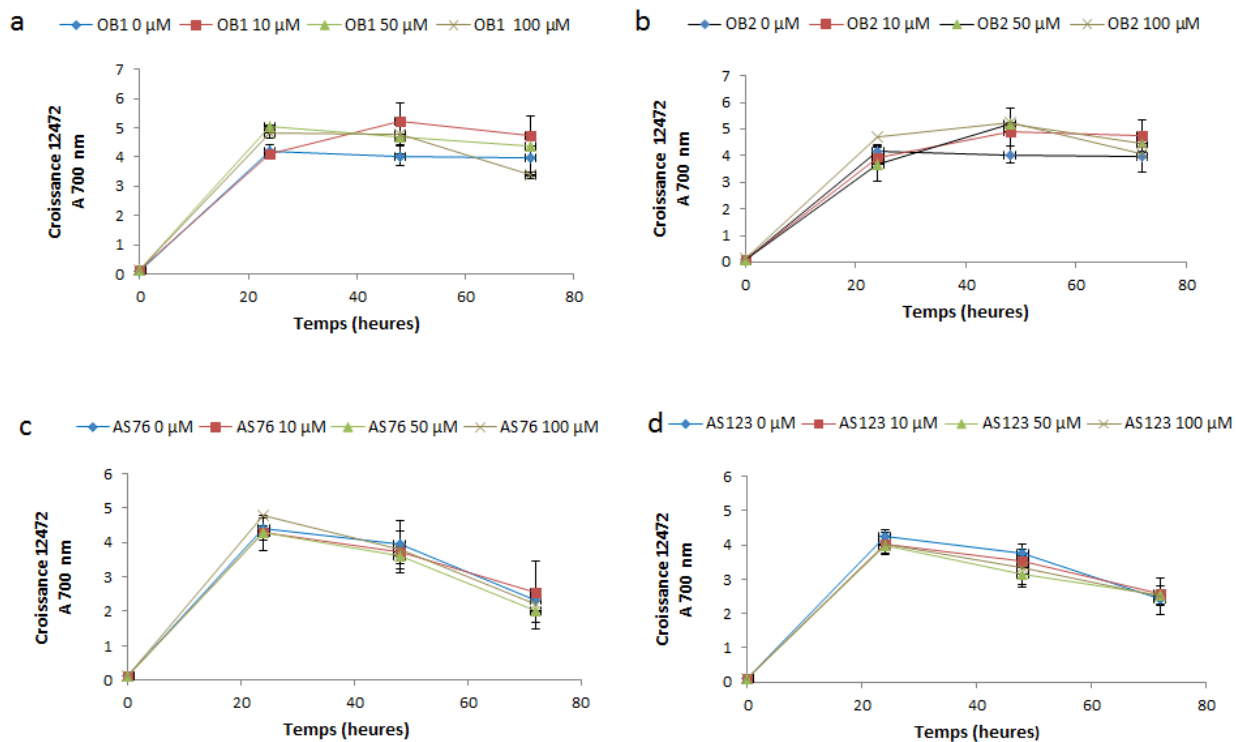 a
OB1 0 µM OB1 10 µM OB1 50 µM OB1 100 µM
Croissance 12472
A 700 nm
7
6
5
4
3
2
1
0
0 20 40 60 80
Temps (heures)
b
OB2 0 µM OB2 10 µM OB2 50 µM OB2 100 µM
Croissance 12472
A 700 nm
7
6
5
4
3
2
1
0
0 20 40 60 80
Temps (heures)
c
AS76 0 µM AS76 10 µM AS76 50 µM AS76 100 µM
Croissance 12472
A 700 nm
6
5
4
3
2
1
0
0 20 40 60 80
Temps (heures)
d
AS123 0 µM AS123 10 µM AS123 50 µM AS123 100 µM
Croissance 12472
A 700 nm
6
5
4
3
2
1
0
0 20 40 60 80
Temps (heures)